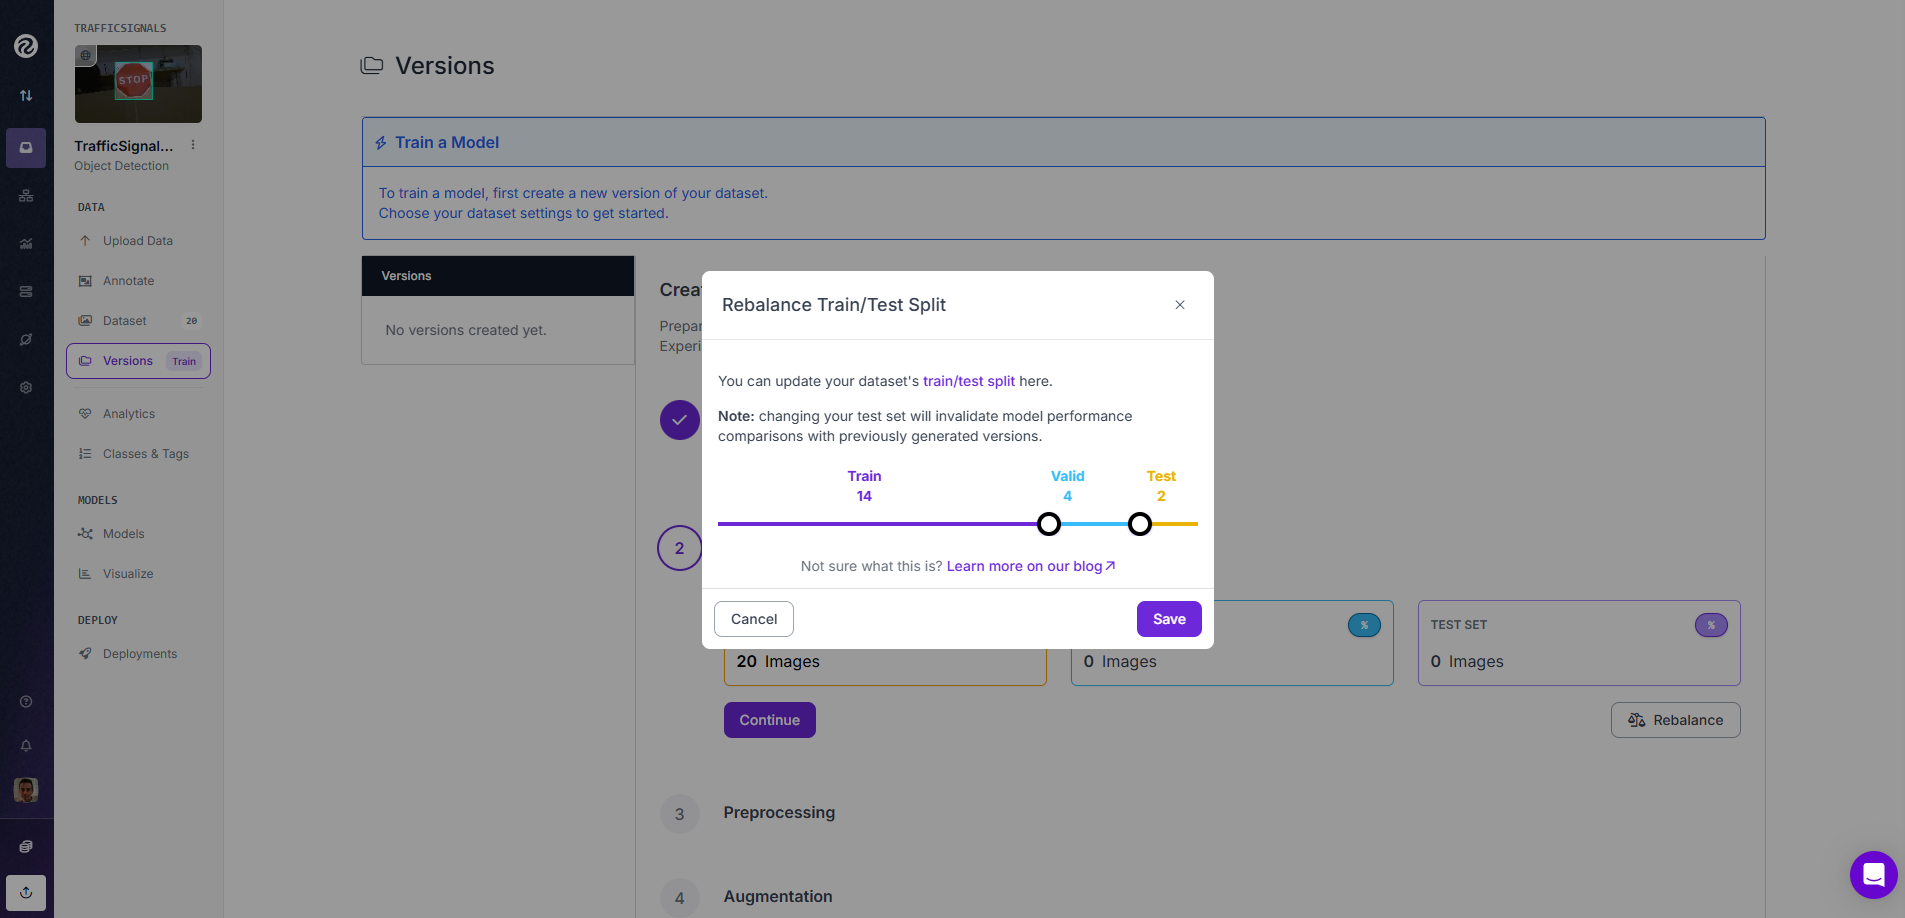 TRAFFICSIGNALS
STOP
TrafficSignal...
Object Detection
DATA
Upload Data
Annotate
Dataset 20
Versions Train
Analytics
Classes & Tags
MODELS
Models
Visualize
DEPLOY
Deployments
Versions
Train a Model
To train a model, first create a new version of your dataset.
Choose your dataset settings to get started.
Versions
No versions created yet.
Rebalance Train/Test Split
You can update your dataset's train/test split here.
Note: changing your test set will invalidate model performance
comparisons with previously generated versions.
Train Valid Test
14 4 2
Not sure what this is? Learn more on our blog
Cancel Save
2
% TEST SET %
20 Images 0 Images 0 Images
Continue Rebalance
3 Preprocessing
4 Augmentation